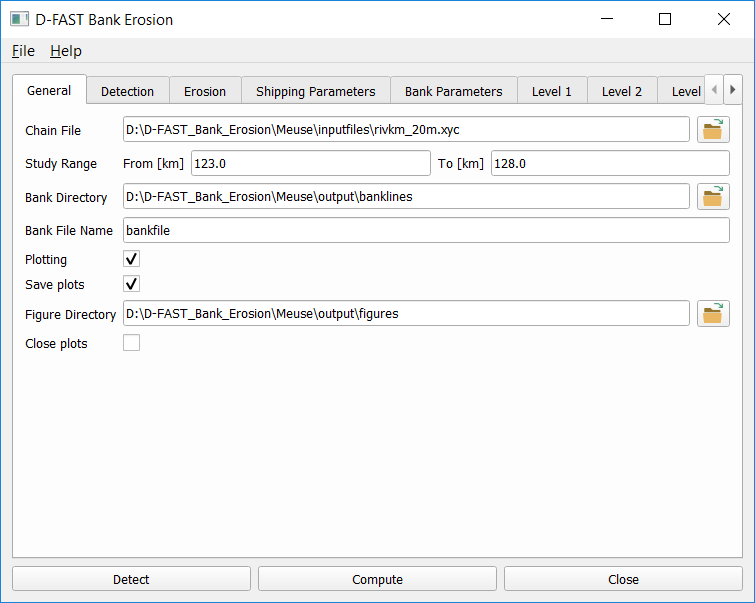 D-FAST Bank Erosion
File Help
General Detection Erosion Shipping Parameters Bank Parameters Level 1 Level 2 Level
Chain File D:\D-FAST_Bank_Erosion\Meuse\inputfiles\rivkm_20m.xyc
Study Range From [km] 123.0 To [km] 128.0
Bank Directory D:\D-FAST_Bank_Erosion\Meuse\output\banklines
Bank File Name bankfile
Plotting
Save plots
Figure Directory D:\D-FAST_Bank_Erosion\Meuse\output\figures
Close plots
Detect Compute Close